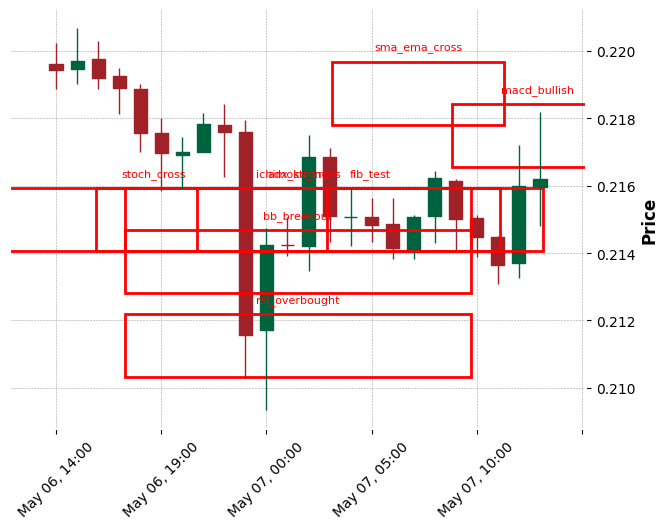 sma_ema_cross
macd_bullish
stoch_cross
fib_test
bb_breakout
rsi_overbought
0.220
0.218
0.216
0.214
0.212
0.210
Price
May 06, 14:00
May 06, 19:00
May 07, 00:00
May 07, 05:00
May 07, 10:00